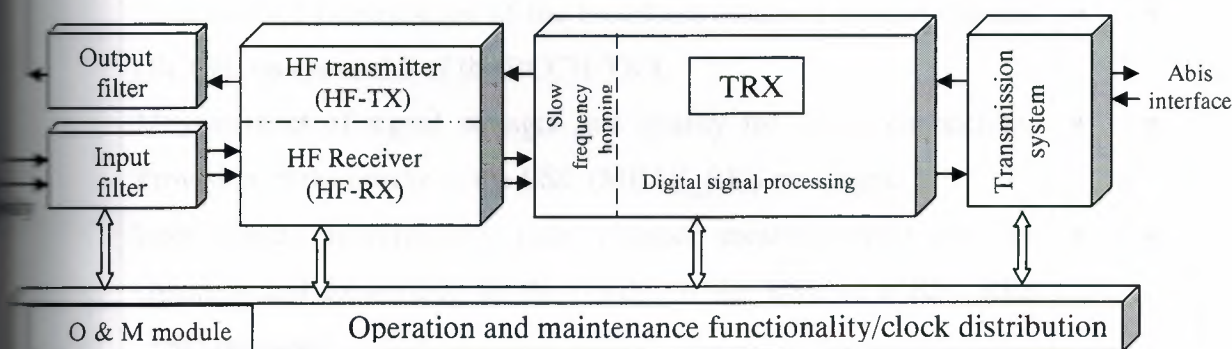 Output
filter
HF transmitter
(HF-TX)
Slow
frequency
hopping
TRX
Transmission
system
Abis
interface
Input
filter
HF Receiver
(HF-RX)
Digital signal processing
O & M module
Operation and maintenance functionality/clock distribution